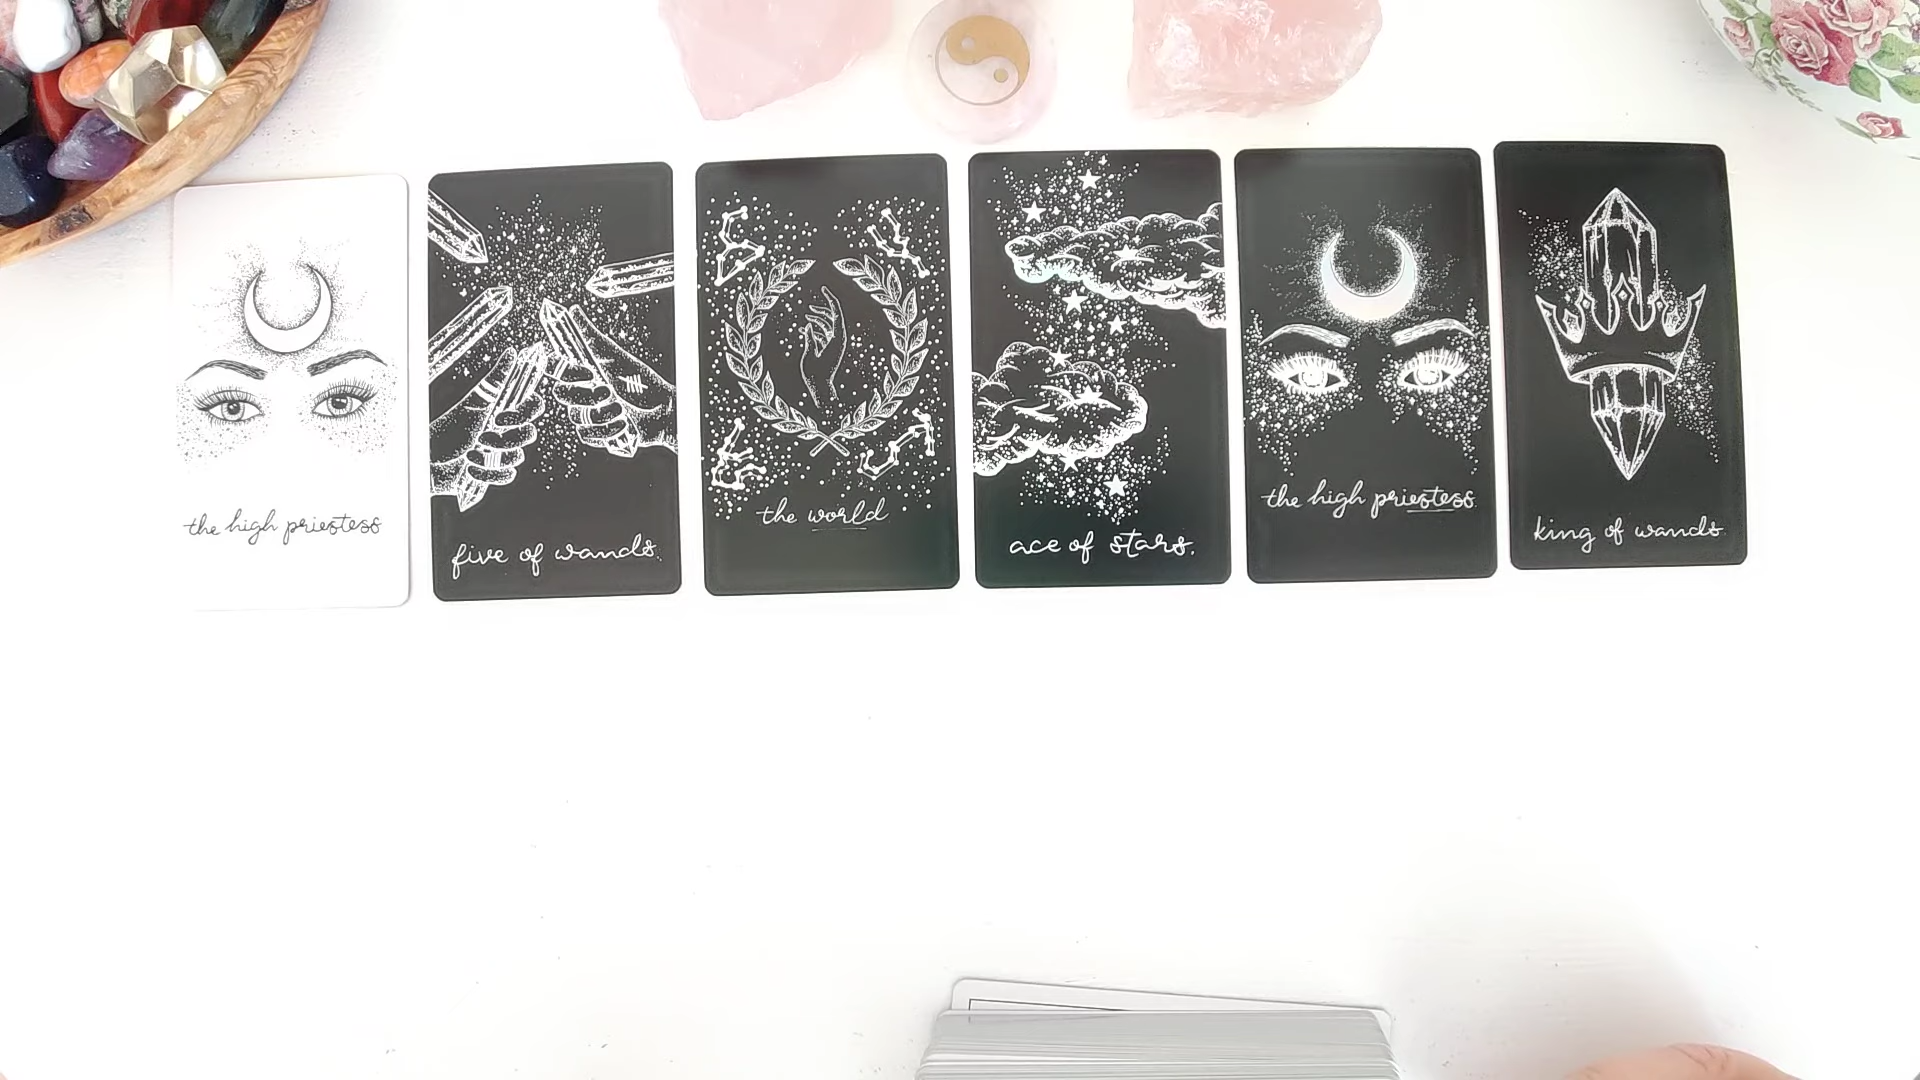 the high priestess
five of wands.
the world
ace of stars.
the high priestess
king of wands